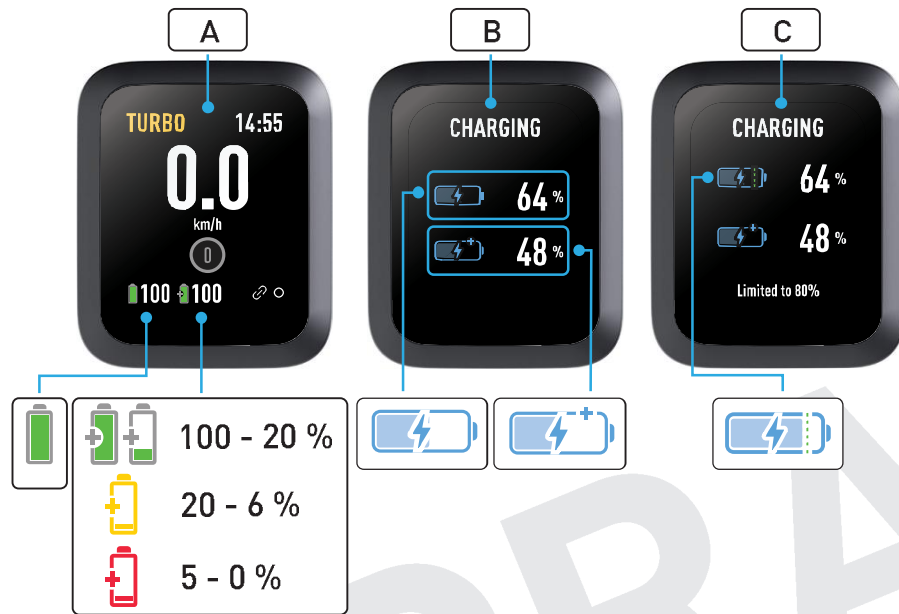 A
B
C
TURBO 14:55
0.0
km/h
0
100 100
CHARGING
64 %
48 %
CHARGING
64 %
48 %
Limited to 80%
100 - 20 %
20 - 6 %
5 - 0 %
DRA